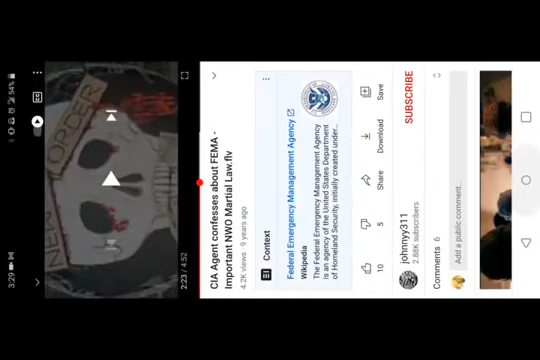 3:29
54%
CC
2:23 / 4:52
CIA Agent confesses about FEMA -
Important NWO Martial Law.flv
4.2K views · 9 years ago
10
5
Share
Download
Save
Context
Federal Emergency Management Agency
Wikipedia
The Federal Emergency Management Agency
is an agency of the United States Department
of Homeland Security, initially created under...
johnnyy311
2.88K subscribers
SUBSCRIBE
Comments 6
Add a public comment...